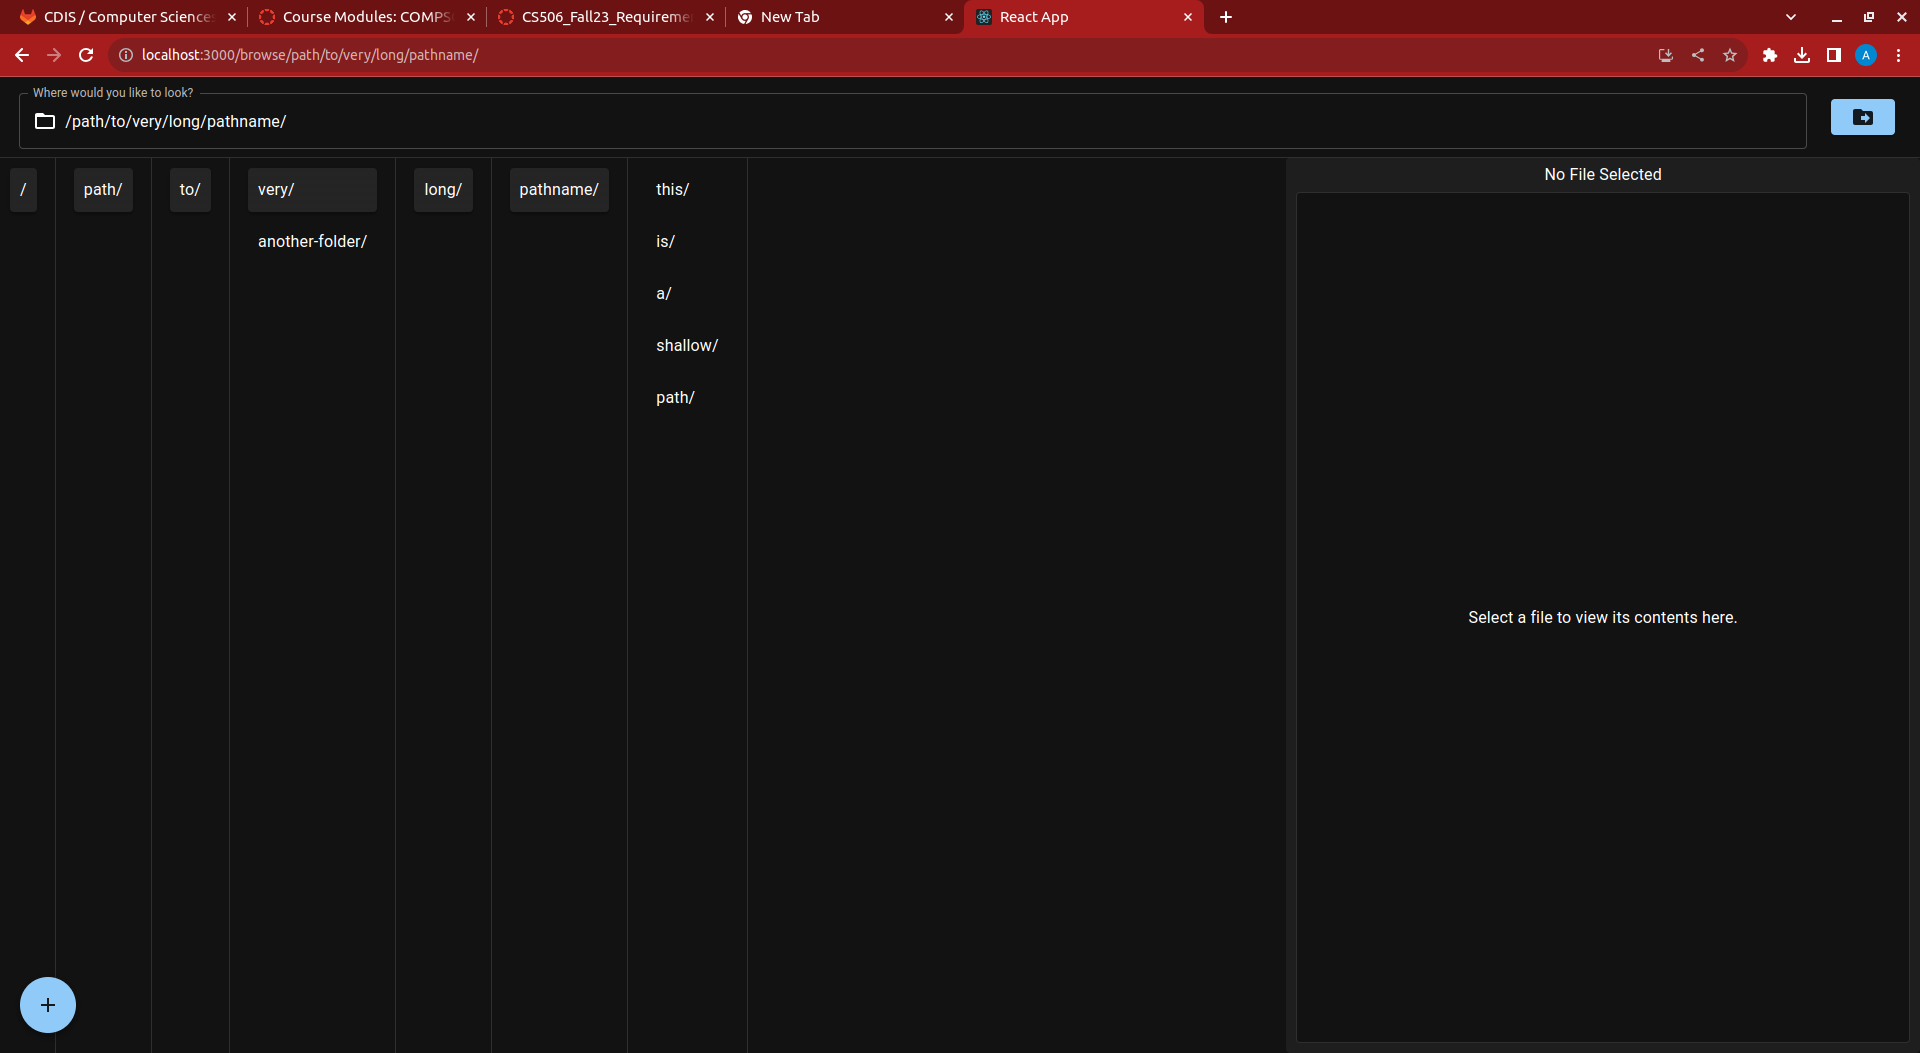 CDIS / Computer Sciences
Course Modules: COMPS
CS506_Fall23_Requireme
New Tab
React App
localhost:3000/browse/path/to/very/long/pathname/
A
Where would you like to look?
/path/to/very/long/pathname/
/
path/
to/
very/
another-folder/
long/
pathname/
this/
is/
a/
shallow/
path/
No File Selected
Select a file to view its contents here.
+